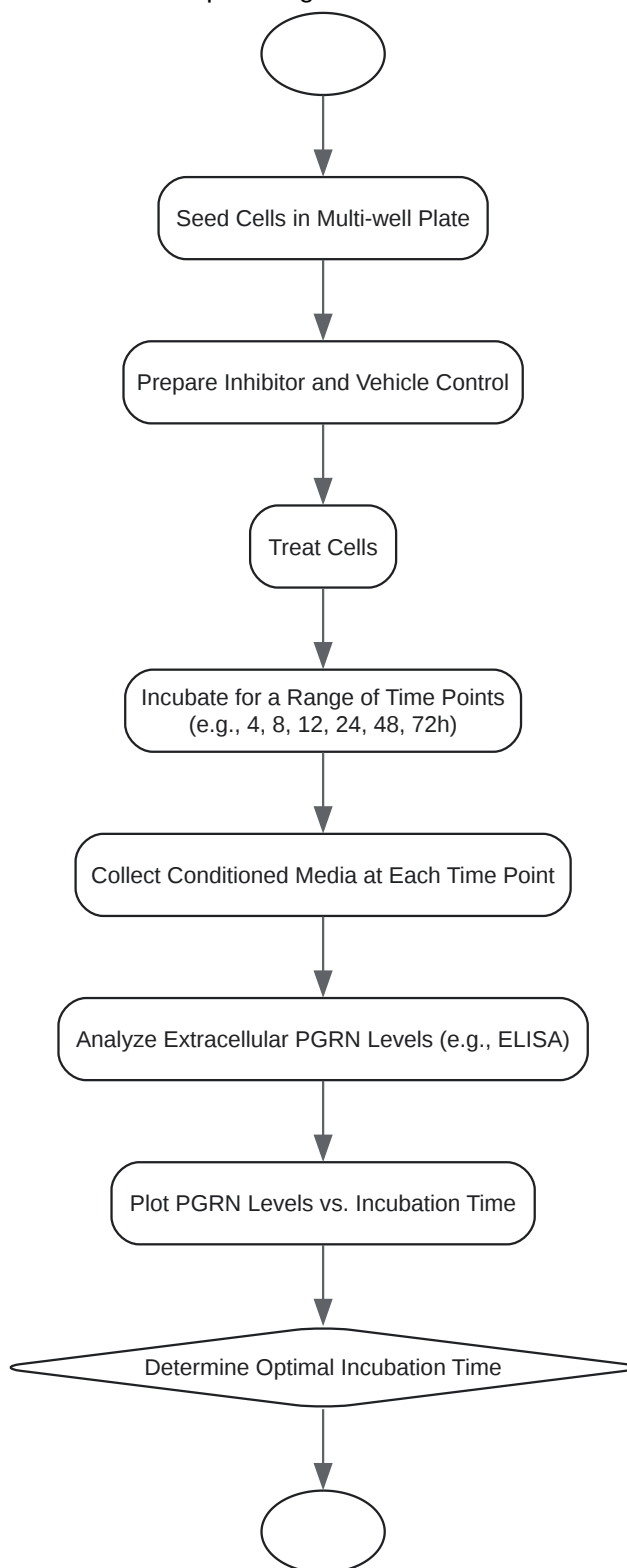 Seed Cells in Multi-well Plate
Prepare Inhibitor and Vehicle Control
Treat Cells
Incubate for a Range of Time Points
(e.g., 4, 8, 12, 24, 48, 72h)
Collect Conditioned Media at Each Time Point
Analyze Extracellular PGRN Levels (e.g., ELISA)
Plot PGRN Levels vs. Incubation Time
Determine Optimal Incubation Time